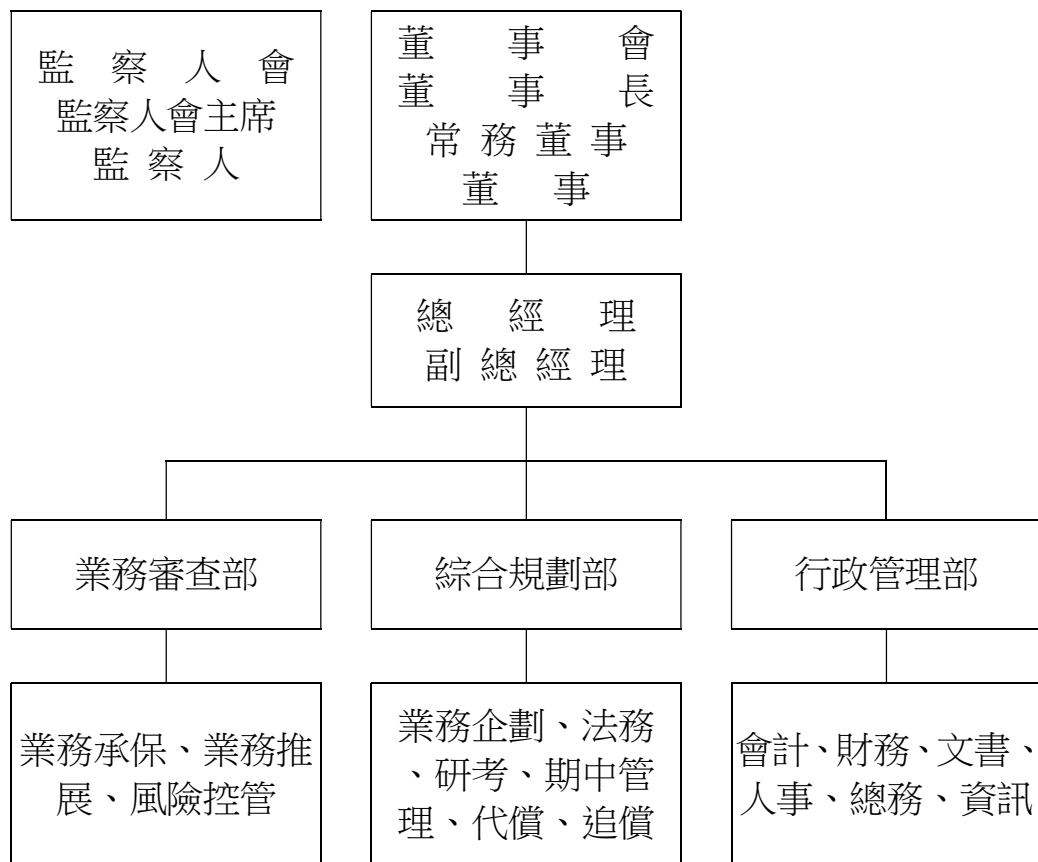 監察人會
監察人會主席
監察人
董事會
董事長
常務董事
董事
總經理
副總經理
業務審查部
綜合規劃部
行政管理部
業務承保、業務推
展、風險控管
業務企劃、法務
、研考、期中管
理、代償、追償
會計、財務、文書、
人事、總務、資訊